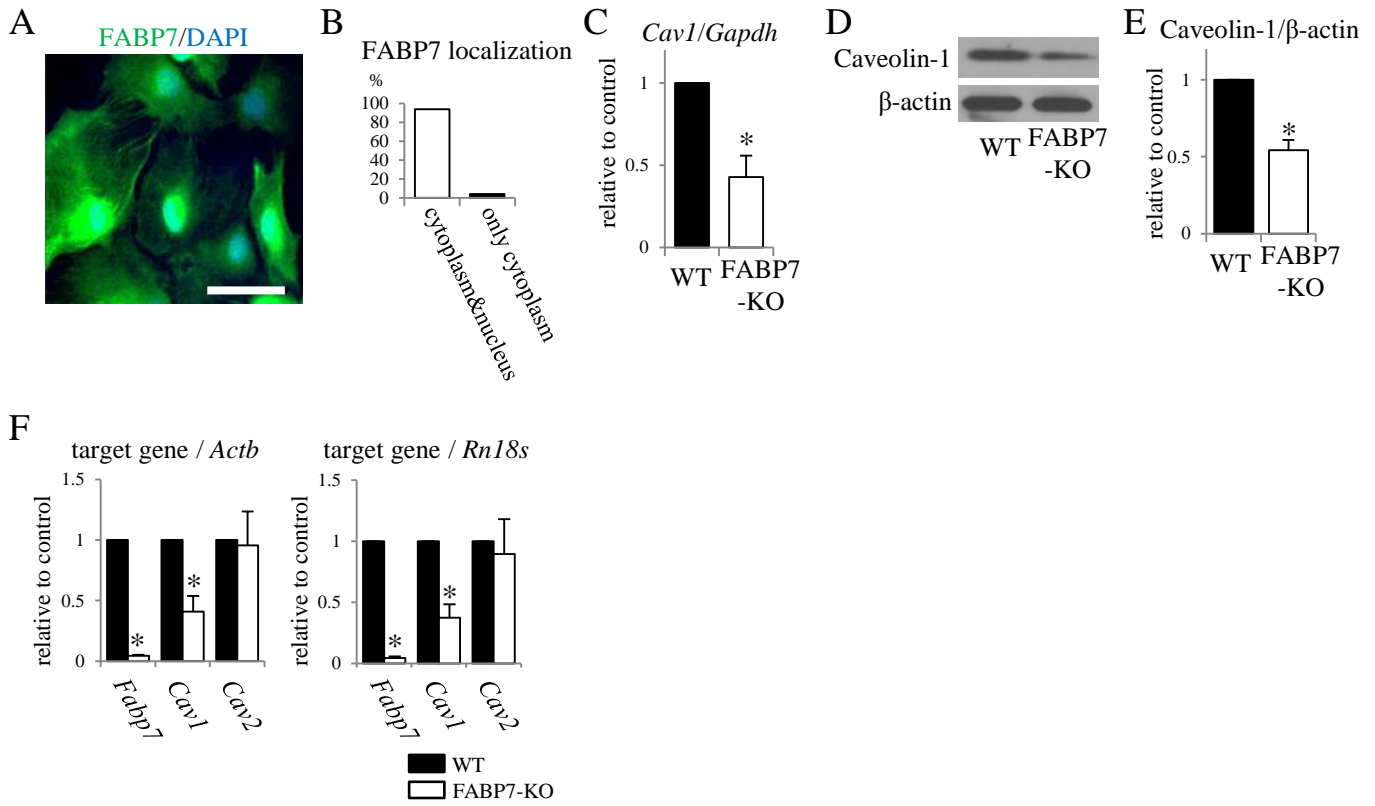 A
FABP7/DAPI
B
FABP7 localization
%
100
80
60
40
20
0
cytoplasm&nucleus
only cytoplasm
C
Cav1/Gapdh
relative to control
1
0.5
0
*
WT
FABP7
-KO
D
Caveolin-1
β-actin
WT
FABP7
-KO
E
Caveolin-1/β-actin
relative to control
1
0.5
0
*
WT
FABP7
-KO
F
target gene / Actb
relative to control
1.5
1
0.5
0
*
*
Fabp7
Cav1
Cav2
target gene / Rn18s
relative to control
1.5
1
0.5
0
*
*
Fabp7
Cav1
Cav2
WT
FABP7-KO